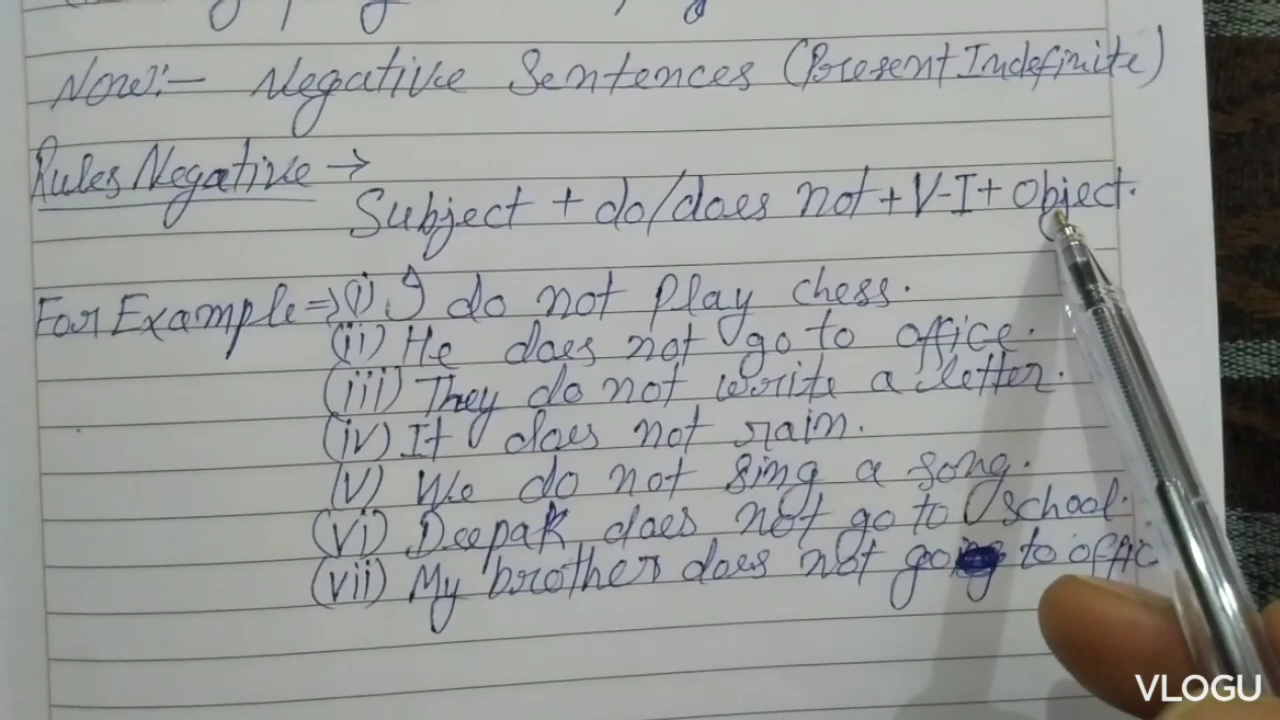 Now:- Negative Sentences (Present Indefinite)
Rules Negative →
Subject + do/does not + V-I + Object.
For Example ⇒ (i) I do not play chess.
(ii) He does not go to office.
(iii) They do not write a letter.
(iv) It does not rain.
(v) We do not sing a song.
(vi) Deepak does not go to school.
(vii) My brother does not go to offic
VLOGU